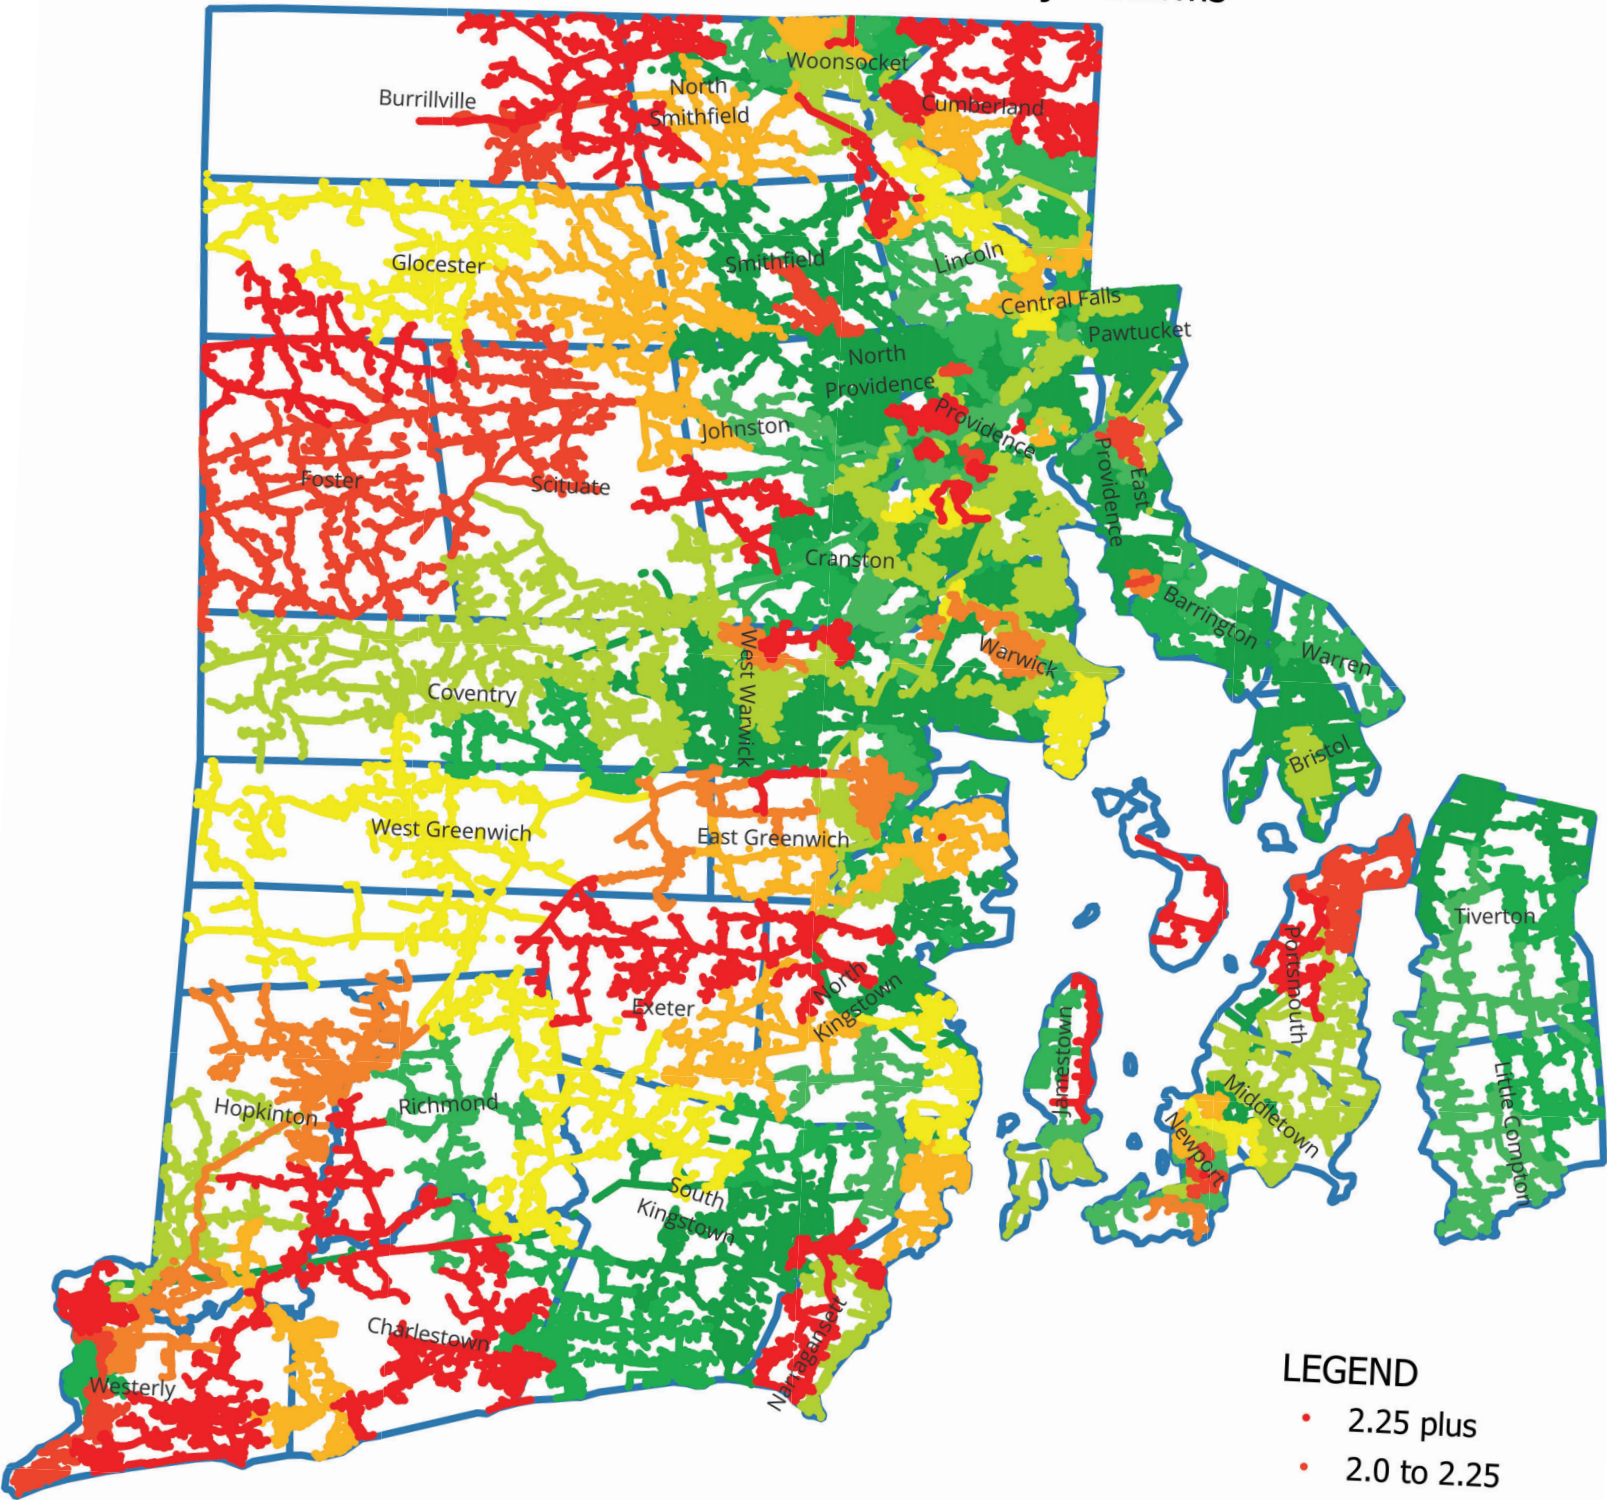 Woonsocket
North
Smithfield
Burrillville
Cumberland
Smithfield
Lincoln
Glocester
Central Falls
Pawtucket
North
Providence
Providence
Johnston
East
Providence
Foster
Scituate
Cranston
Barrington
Warren
Warwick
West Warwick
Coventry
Bristol
West Greenwich
East Greenwich
Tiverton
Portsmouth
Exeter
North
Kingstown
Jamestown
Hopkinton
Richmond
Middletown
Newport
Little Compton
South
Kingstown
Charlestown
Narragansett
Westerly
LEGEND
2.25 plus
2.0 to 2.25